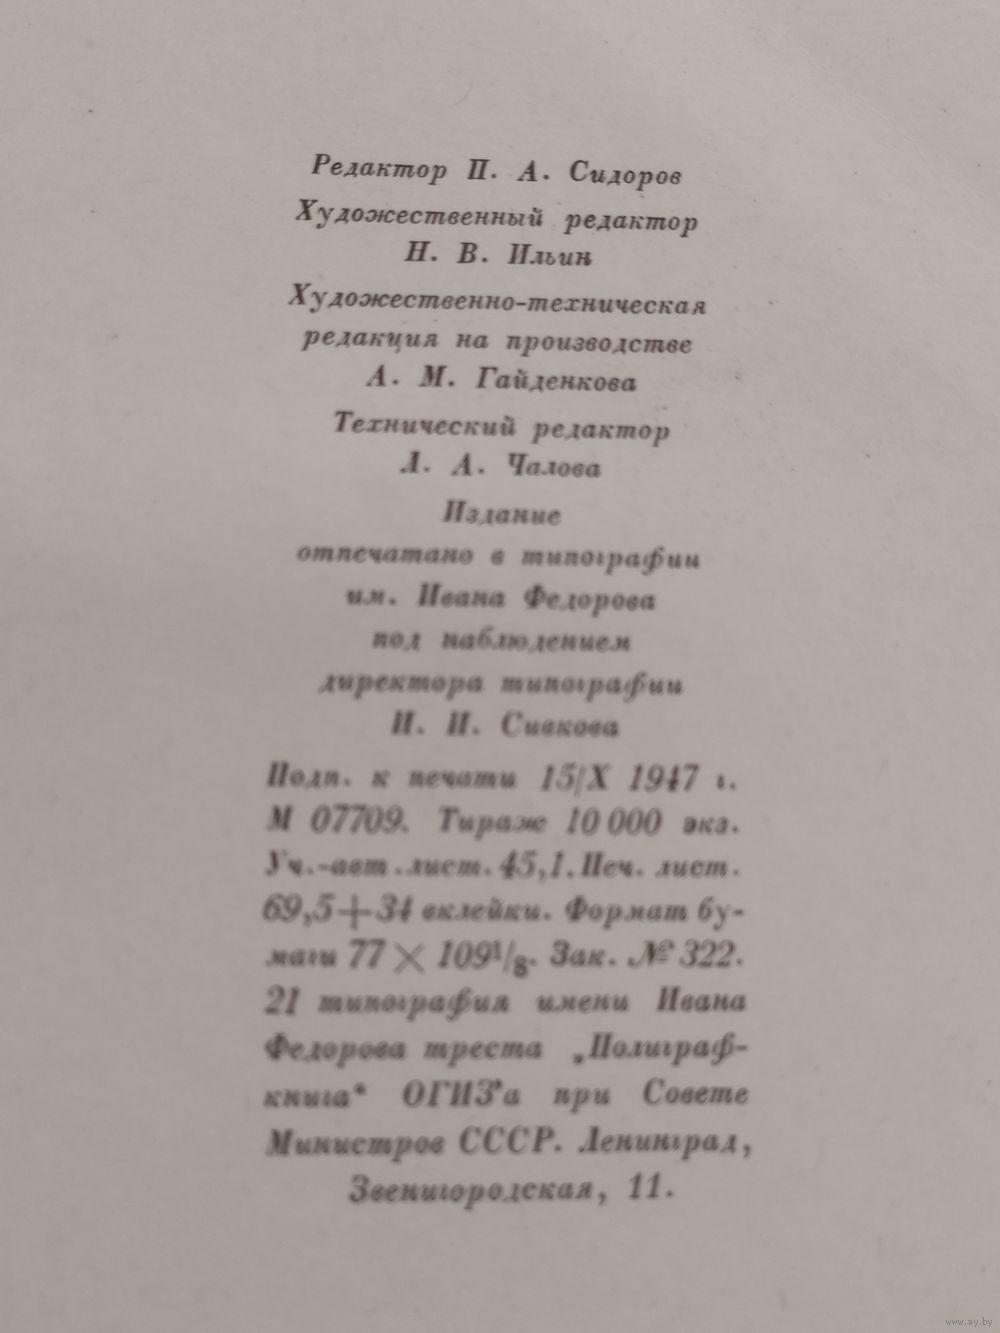 Редактор П. А. Сидоров
Художественный редактор
Н. В. Ильин
Художественно-техническая
редакция на производстве
А. М. Гайденкова
Технический редактор
Л. А. Чалова
Издание
отпечатано в типографии
им. Ивана Федорова
под наблюдением
директора типографии
И. И. Сивкова
Подп. к печати 15/X 1947 г.
М 07709. Тираж 10 000 экз.
Уч.-авт. лист. 45,1. Печ. лист.
69,5+34 вклейки. Формат бу-
маги 77 × 109¹/₈. Зак. № 322.
21 типография имени Ивана
Федорова треста „Полиграф-
книга“ ОГИЗ'а при Совете
Министров СССР. Ленинград,
Звенигородская, 11.
www.ay.by